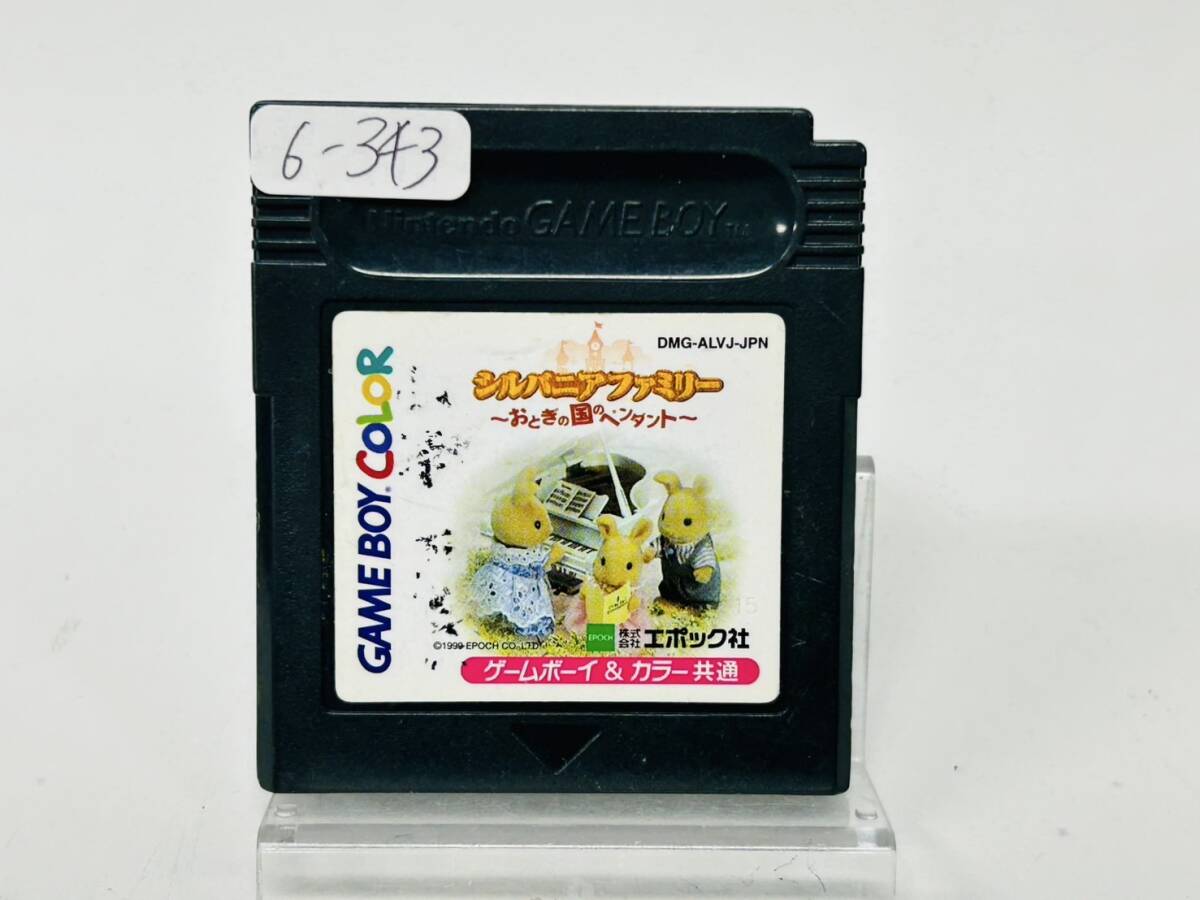 6-343
Nintendo GAME BOY TM
DMG-ALVJ-JPN
シルバニアファミリー
～おとぎの国のペンダント～
GAME BOY COLOR
15
©1999 EPOCH CO.,LTD.
EPOCH
株式会社エポック社
ゲームボーイ & カラー共通